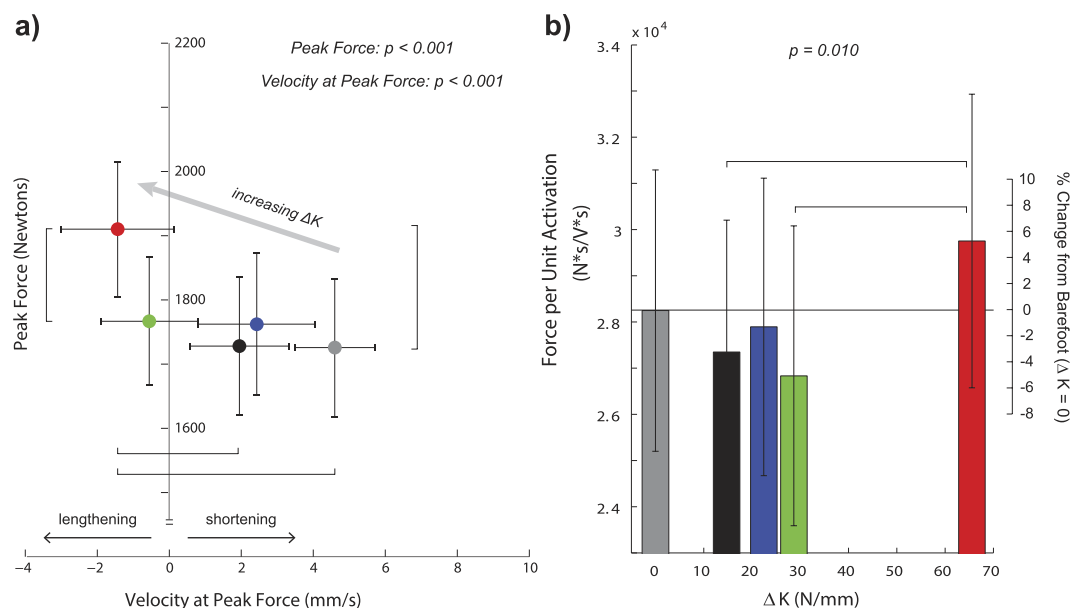 a)
Peak Force: p < 0.001
Velocity at Peak Force: p < 0.001
2200
2000
1800
1600
Peak Force (Newtons)
increasing ΔK
lengthening
shortening
−4
−2
0
2
4
6
8
10
Velocity at Peak Force (mm/s)
b)
x 10⁴
p = 0.010
3.4
3.2
3
2.8
2.6
2.4
Force per Unit Activation
(N*s/V*s)
10
8
6
4
2
0
-2
-4
-6
-8
% Change from Barefoot (Δ K = 0)
0
10
20
30
40
50
60
70
Δ K (N/mm)